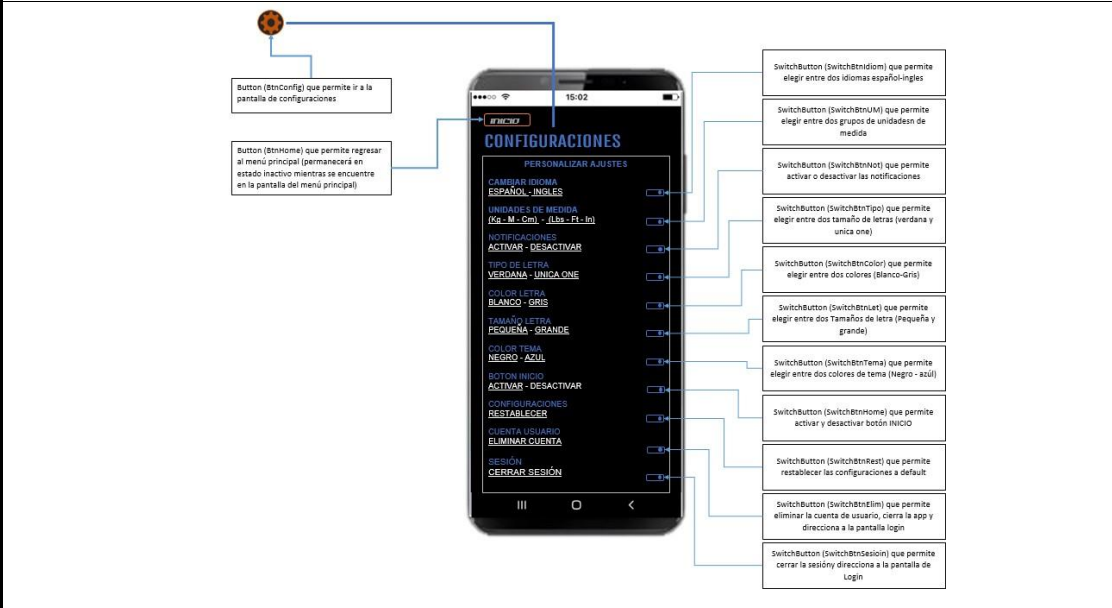 Button (BtnConfig) que permite ir a la
pantalla de configuraciones
Button (BtnHome) que permite regresar
al menú principal (permanecerá en
estado inactivo mientras se encuentre
en la pantalla del menú principal)
15:02
INICIO
CONFIGURACIONES
PERSONALIZAR AJUSTES
CAMBIAR IDIOMA
ESPAÑOL - INGLES
UNIDADES DE MEDIDA
(Kg - M - Cm) - (Lbs - Ft - In)
NOTIFICACIONES
ACTIVAR - DESACTIVAR
TIPO DE LETRA
VERDANA - UNICA ONE
COLOR LETRA
BLANCO - GRIS
TAMAÑO LETRA
PEQUEÑA - GRANDE
COLOR TEMA
NEGRO - AZUL
BOTON INICIO
ACTIVAR - DESACTIVAR
CONFIGURACIONES
RESTABLECER
CUENTA USUARIO
ELIMINAR CUENTA
SESIÓN
CERRAR SESIÓN
SwitchButton (SwitchBtnIdiom) que permite
elegir entre dos idiomas español-ingles
SwitchButton (SwitchBtnUM) que permite
elegir entre dos grupos de unidadesn de
medida
SwitchButton (SwitchBtnNot) que permite
activar o desactivar las notificaciones
SwitchButton (SwitchBtnTipo) que permite
elegir entre dos tamaño de letras (verdana y
unica one)
SwitchButton (SwitchBtnColor) que permite
elegir entre dos colores (Blanco-Gris)
SwitchButton (SwitchBtnLet) que permite
elegir entre dos Tamaños de letra (Pequeña y
grande)
SwitchButton (SwitchBtnTema) que permite
elegir entre dos colores de tema (Negro - azúl)
SwitchButton (SwitchBtnHome) que permite
activar y desactivar botón INICIO
SwitchButton (SwitchBtnRest) que permite
restablecer las configuraciones a default
SwitchButton (SwitchBtnElim) que permite
eliminar la cuenta de usuario, cierra la app y
direcciona a la pantalla login
SwitchButton (SwitchBtnSesioin) que permite
cerrar la sesióny direcciona a la pantalla de
Login